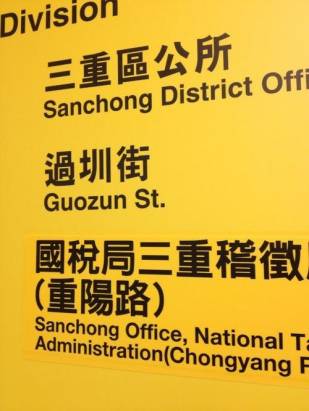 Division
三重區公所
Sanchong District Offi
過圳街
Guozun St.
國稅局三重稽徵
(重陽路)
Sanchong Office, National Ta
Administration(Chongyang